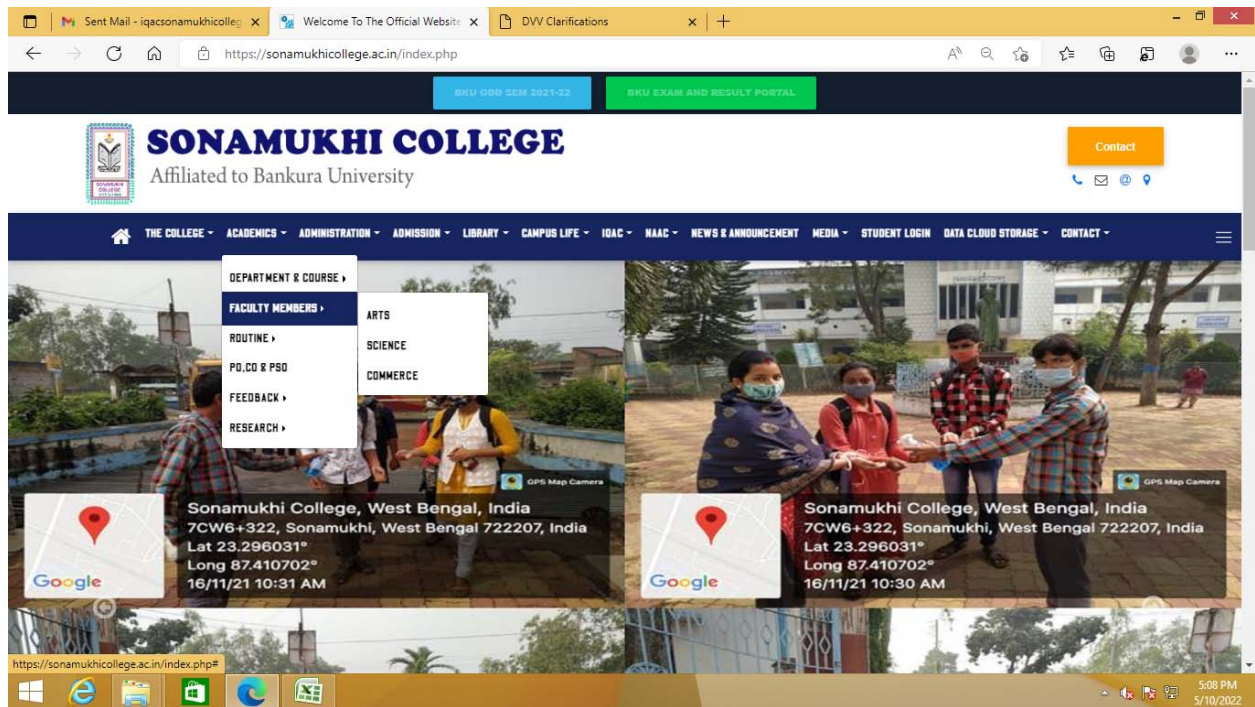 Sent Mail - iqacsonamukhicolleg
Welcome To The Official Website
DVV Clarifications
https://sonamukhicollege.ac.in/index.php
BKU ODD SEM 2021-22
BKU EXAM AND RESULT PORTAL
SONAMUKHI COLLEGE
Affiliated to Bankura University
Contact
THE COLLEGE ACADEMICS ADMINISTRATION ADMISSION LIBRARY CAMPUS LIFE IQAC NAAC NEWS & ANNOUNCEMENT MEDIA STUDENT LOGIN DATA CLOUD STORAGE CONTACT
DEPARTMENT & COURSE
FACULTY MEMBERS
ROUTINE
PO,CO & PSO
FEEDBACK
RESEARCH
ARTS
SCIENCE
COMMERCE
GPS Map Camera
Sonamukhi College, West Bengal, India
7CW6+322, Sonamukhi, West Bengal 722207, India
Lat 23.296031°
Long 87.410702°
16/11/21 10:31 AM
Google
GPS Map Camera
Sonamukhi College, West Bengal, India
7CW6+322, Sonamukhi, West Bengal 722207, India
Lat 23.296031°
Long 87.410702°
16/11/21 10:30 AM
Google
https://sonamukhicollege.ac.in/index.php#
5:08 PM
5/10/2022